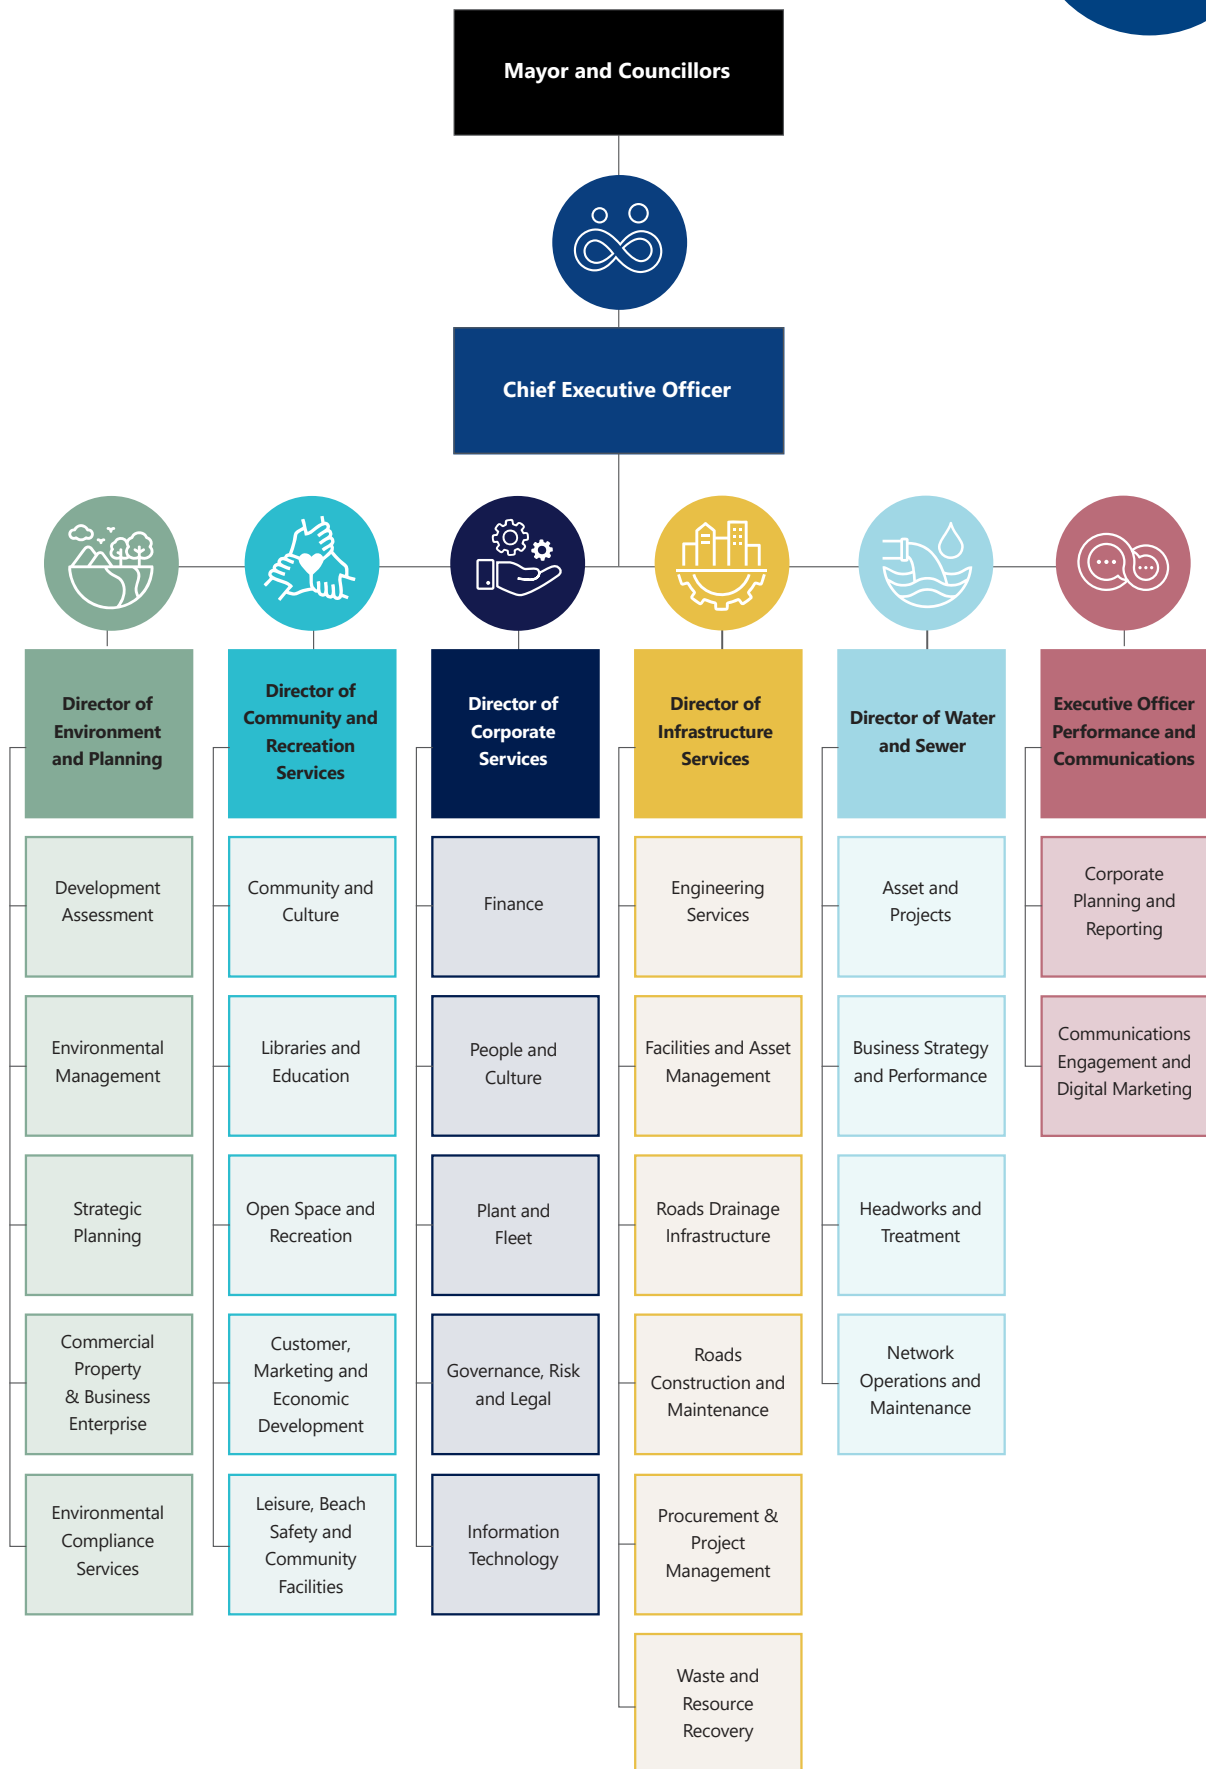 Mayor and Councillors
Chief Executive Officer
Director of
Environment
and Planning
Development
Assessment
Environmental
Management
Strategic
Planning
Commercial
Property
& Business
Enterprise
Environmental
Compliance
Services
Director of
Community and
Recreation
Services
Community and
Culture
Libraries and
Education
Open Space and
Recreation
Customer,
Marketing and
Economic
Development
Leisure, Beach
Safety and
Community
Facilities
Director of
Corporate
Services
Finance
People and
Culture
Plant and
Fleet
Governance, Risk
and Legal
Information
Technology
Director of
Infrastructure
Services
Engineering
Services
Facilities and Asset
Management
Roads Drainage
Infrastructure
Roads
Construction and
Maintenance
Procurement &
Project
Management
Waste and
Resource
Recovery
Director of Water
and Sewer
Asset and
Projects
Business Strategy
and Performance
Headworks and
Treatment
Network
Operations and
Maintenance
Executive Officer
Performance and
Communications
Corporate
Planning and
Reporting
Communications
Engagement and
Digital Marketing